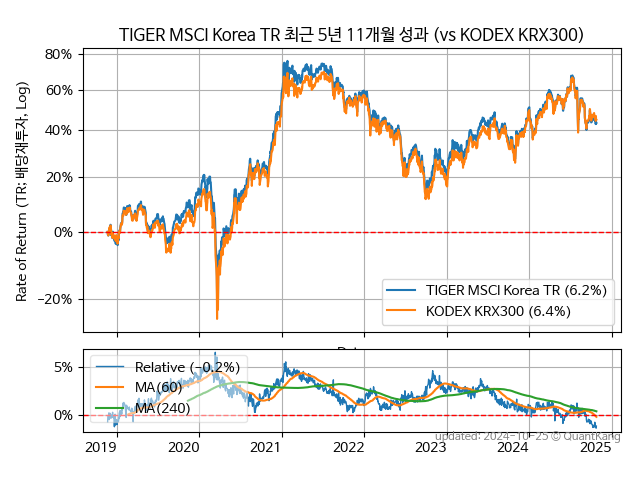 TIGER MSCI Korea TR 최근 5년 11개월 성과 (vs KODEX KRX300)
Rate of Return (TR: 배당재투자, Log)
80%
60%
40%
20%
0%
−20%
TIGER MSCI Korea TR (6.2%)
KODEX KRX300 (6.4%)
5%
0%
Relative (−0.2%)
MA(60)
MA(240)
2019 2020 2021 2022 2023 2024 2025
updated: 2024-10-25 © QuantKang